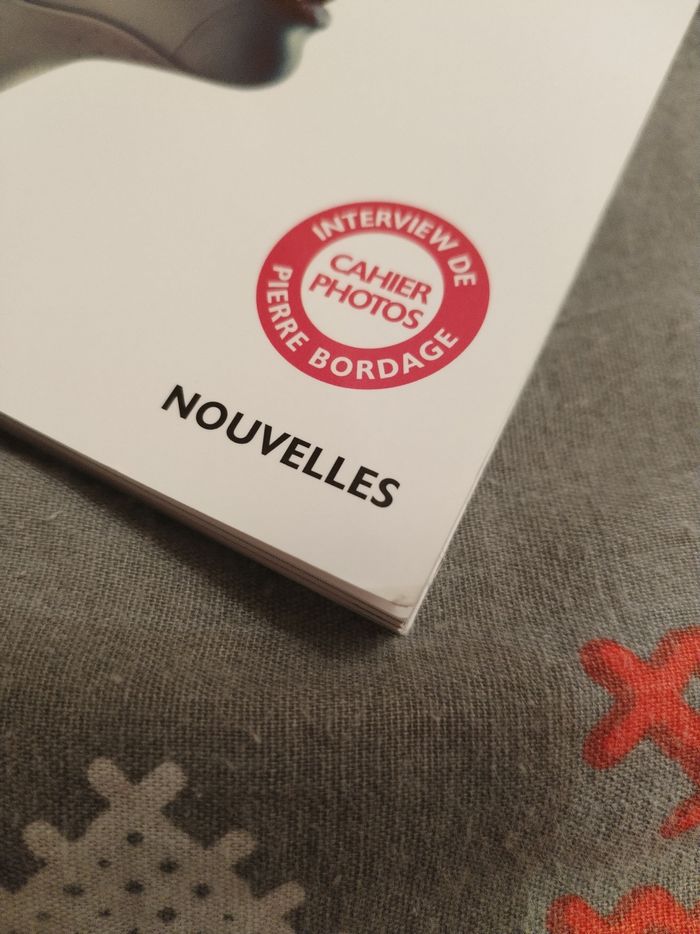 INTERVIEW DE
CAHIER
PHOTOS
PIERRE BORDAGE
NOUVELLES